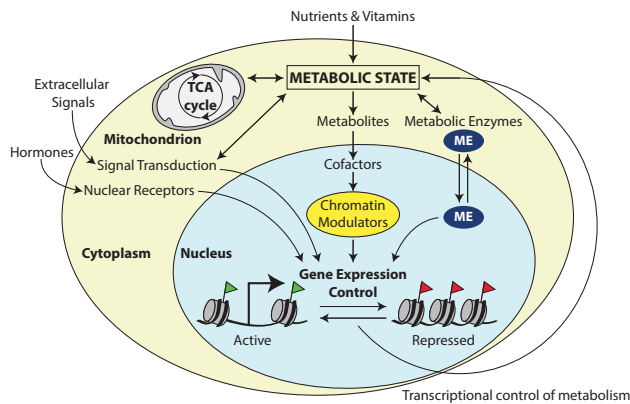 Nutrients & Vitamins
METABOLIC STATE
TCA
cycle
Extracellular
Signals
Mitochondrion
Metabolites
Metabolic Enzymes
ME
Hormones
Signal Transduction
Cofactors
Nuclear Receptors
Chromatin
Modulators
ME
Cytoplasm
Nucleus
Gene Expression
Control
Active
Repressed
Transcriptional control of metabolism